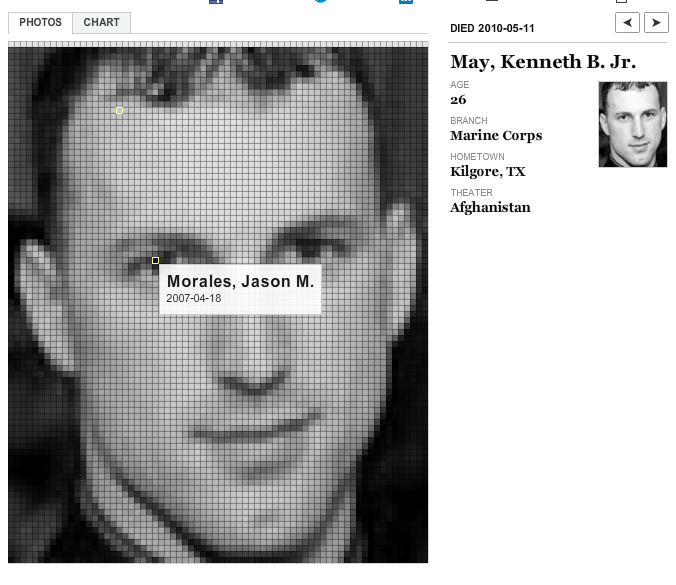 PHOTOS
CHART
DIED 2010-05-11
May, Kenneth B. Jr.
AGE
26
BRANCH
Marine Corps
HOMETOWN
Kilgore, TX
THEATER
Afghanistan
Morales, Jason M.
2007-04-18